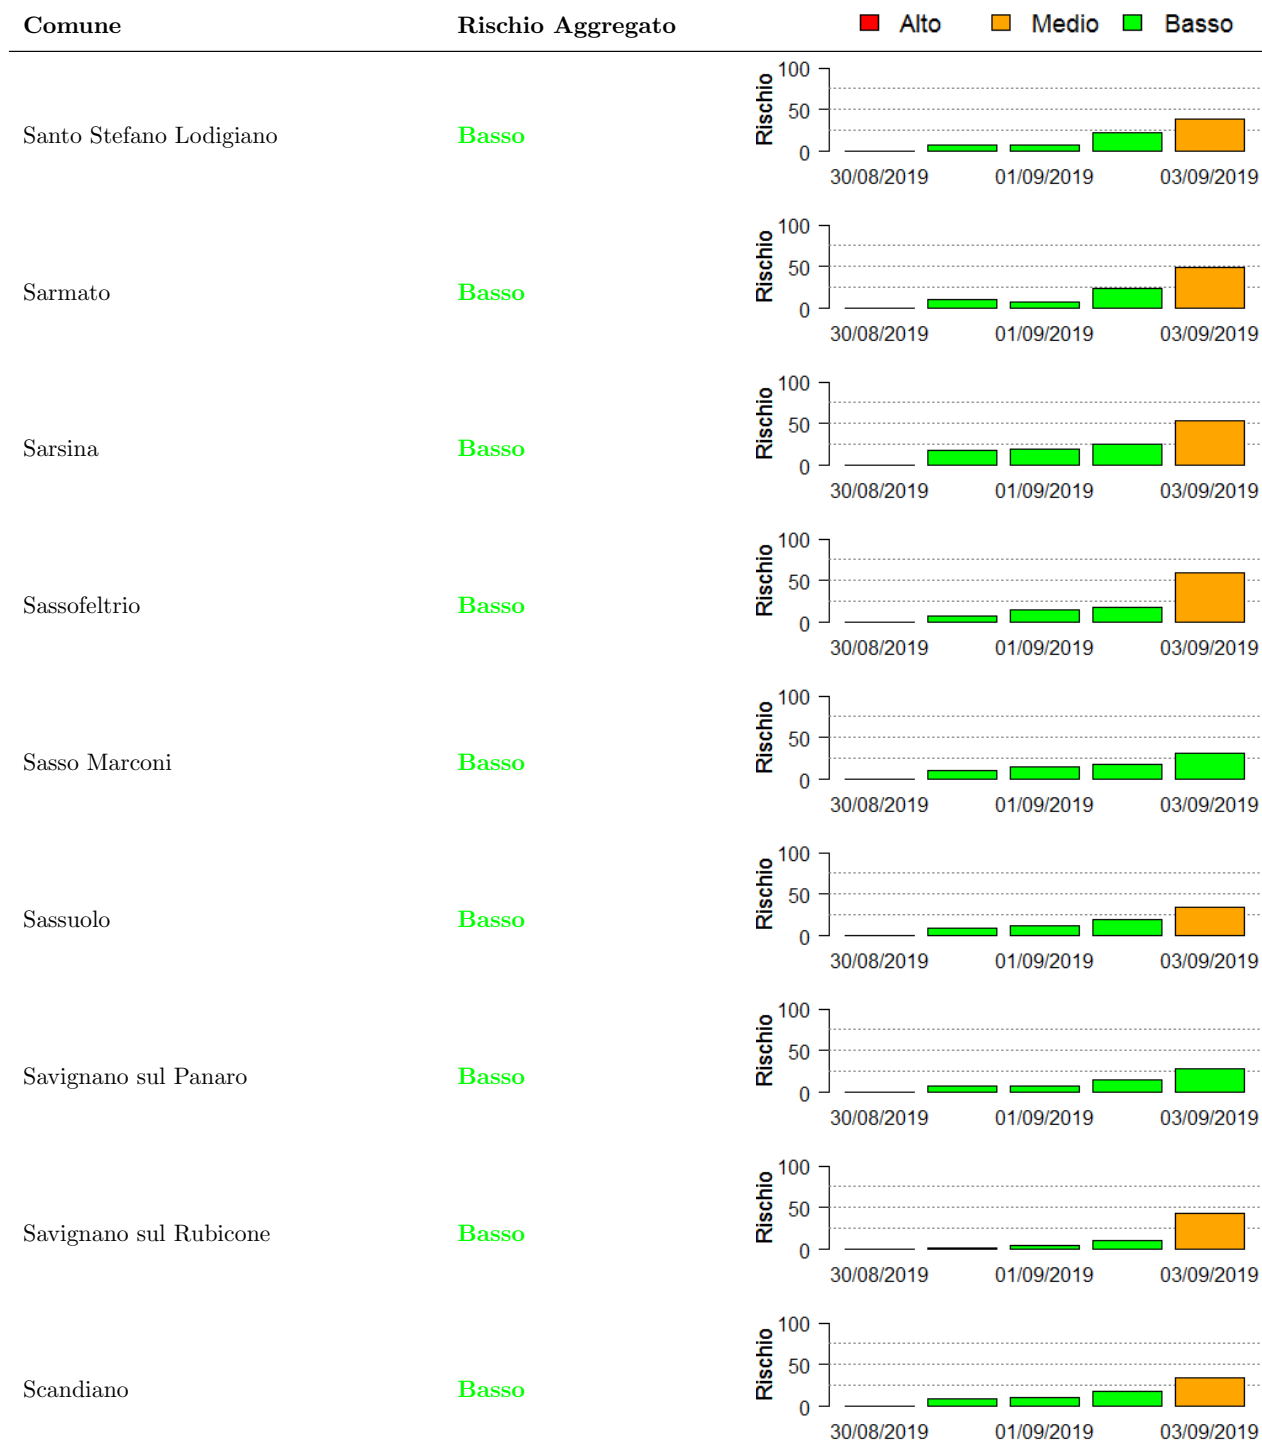 Comune Rischio Aggregato Alto Medio Basso
Santo Stefano Lodigiano Basso
Rischio
100
50
0
30/08/2019 01/09/2019 03/09/2019
Sarmato Basso
Rischio
100
50
0
30/08/2019 01/09/2019 03/09/2019
Sarsina Basso
Rischio
100
50
0
30/08/2019 01/09/2019 03/09/2019
Sassofeltrio Basso
Rischio
100
50
0
30/08/2019 01/09/2019 03/09/2019
Sasso Marconi Basso
Rischio
100
50
0
30/08/2019 01/09/2019 03/09/2019
Sassuolo Basso
Rischio
100
50
0
30/08/2019 01/09/2019 03/09/2019
Savignano sul Panaro Basso
Rischio
100
50
0
30/08/2019 01/09/2019 03/09/2019
Savignano sul Rubicone Basso
Rischio
100
50
0
30/08/2019 01/09/2019 03/09/2019
Scandiano Basso
Rischio
100
50
0
30/08/2019 01/09/2019 03/09/2019